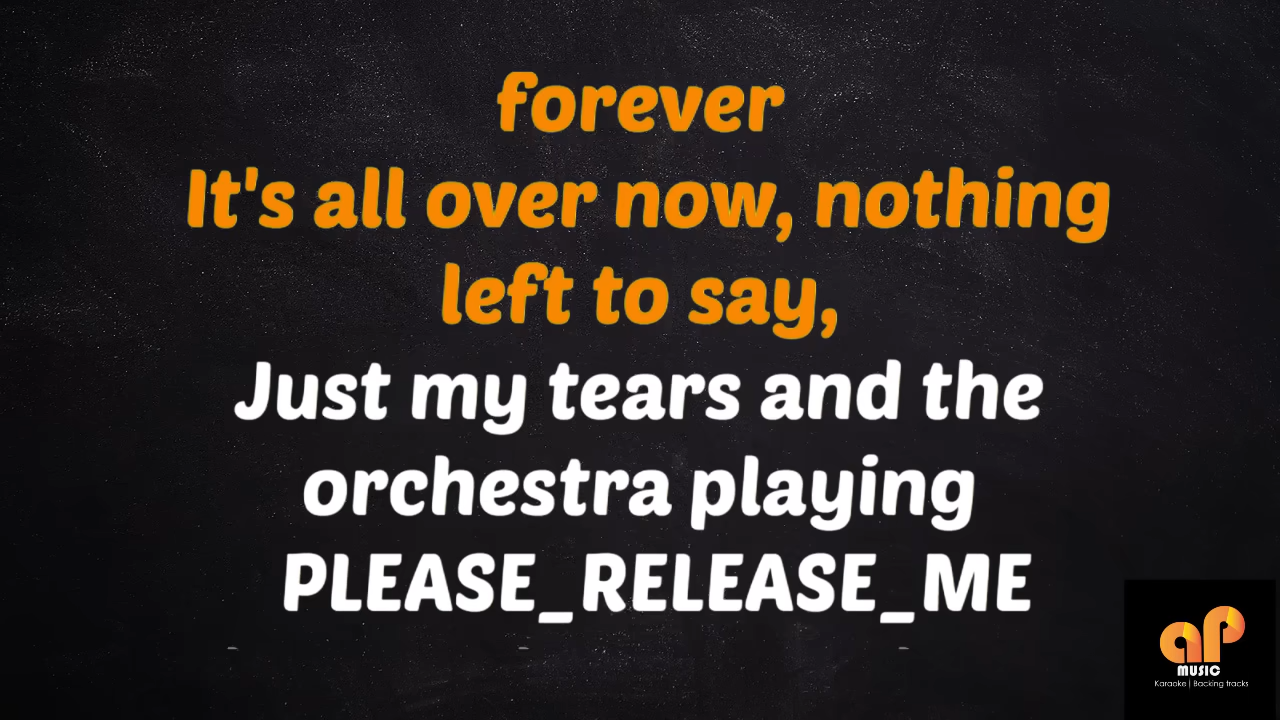 forever
It's all over now, nothing
left to say,
Just my tears and the
orchestra playing
PLEASE_RELEASE_ME
aP
MUSIC
Karaoke | Backing tracks